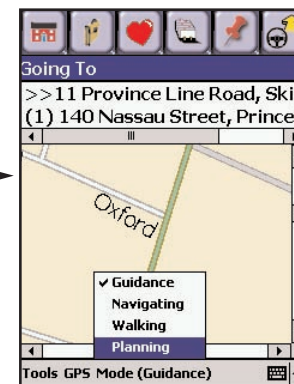 Going To
>>11 Province Line Road, Ski
(1) 140 Nassau Street, Prince
Oxford
✓ Guidance
Navigating
Walking
Planning
Tools GPS Mode (Guidance)